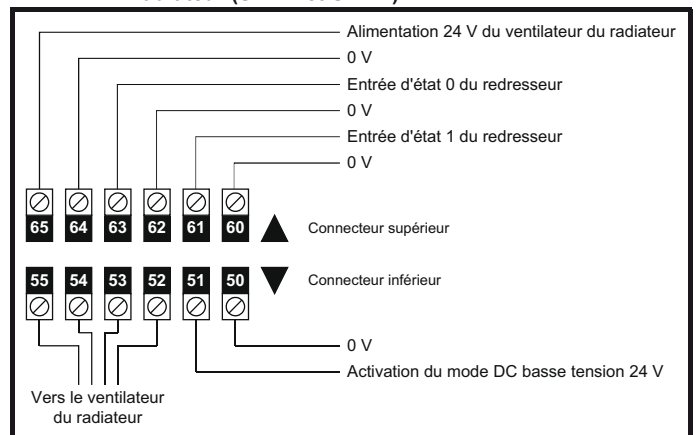 Alimentation 24 V du ventilateur du radiateur
0 V
Entrée d'état 0 du redresseur
0 V
Entrée d'état 1 du redresseur
0 V
65 64 63 62 61 60
Connecteur supérieur
55 54 53 52 51 50
Connecteur inférieur
0 V
Activation du mode DC basse tension 24 V
Vers le ventilateur
du radiateur